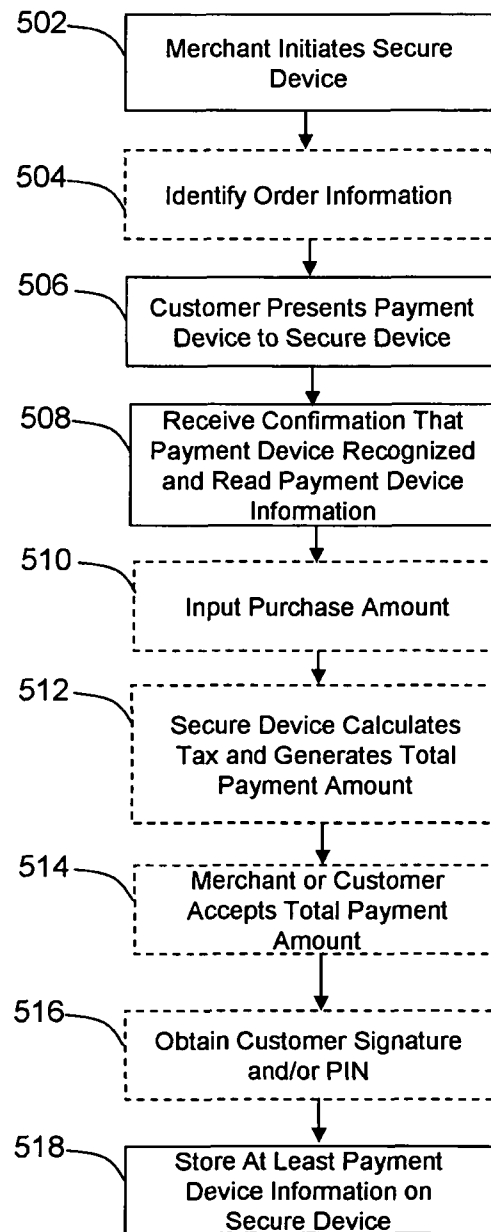 502
Merchant Initiates Secure
Device
504
Identify Order Information
506
Customer Presents Payment
Device to Secure Device
508
Receive Confirmation That
Payment Device Recognized
and Read Payment Device
Information
510
Input Purchase Amount
512
Secure Device Calculates
Tax and Generates Total
Payment Amount
514
Merchant or Customer
Accepts Total Payment
Amount
516
Obtain Customer Signature
and/or PIN
518
Store At Least Payment
Device Information on
Secure Device